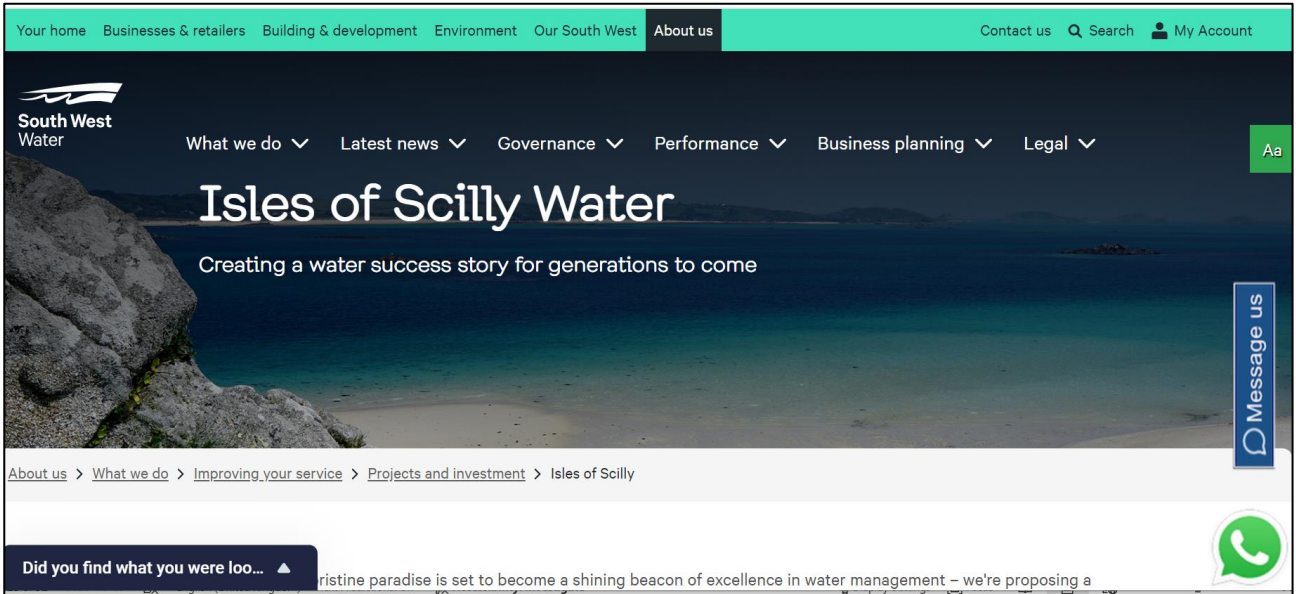 Your home Businesses & retailers Building & development Environment Our South West About us Contact us Search My Account
South West
Water
What we do Latest news Governance Performance Business planning Legal
Aa
Isles of Scilly Water
Creating a water success story for generations to come
Message us
About us > What we do > Improving your service > Projects and investment > Isles of Scilly
Did you find what you were loo...
paradise is set to become a shining beacon of excellence in water management – we're proposing a